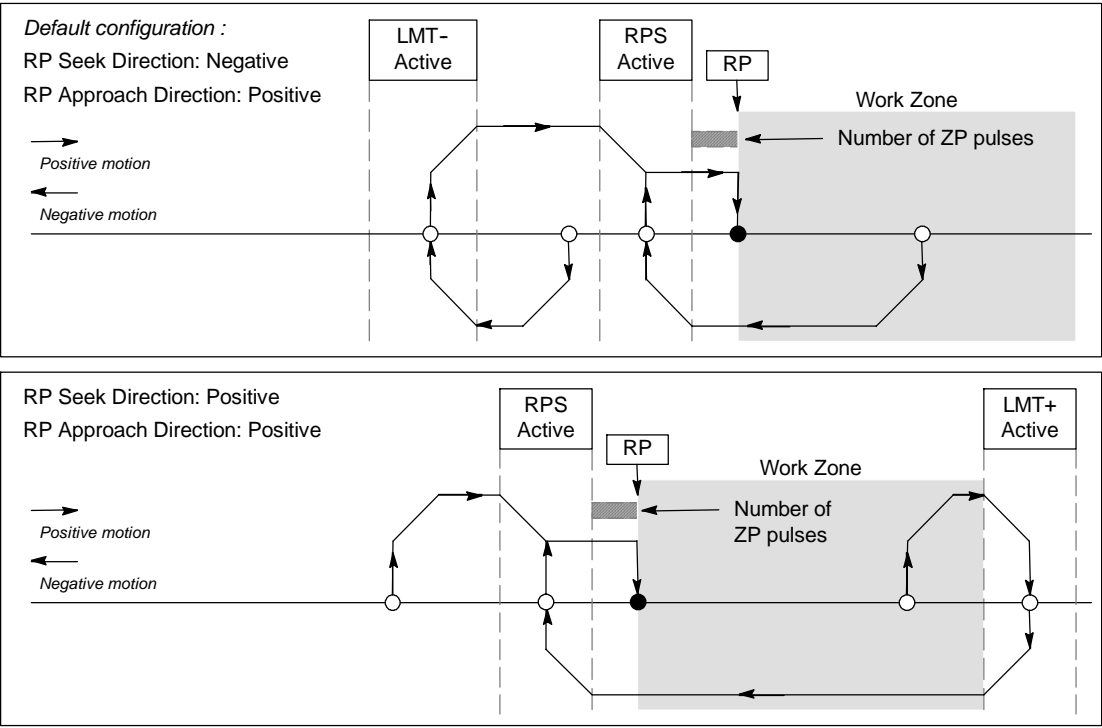 Default configuration :
RP Seek Direction: Negative
RP Approach Direction: Positive
LMT-
Active
RPS
Active
RP
Work Zone
Number of ZP pulses
Positive motion
Negative motion
RP Seek Direction: Positive
RP Approach Direction: Positive
RPS
Active
RP
LMT+
Active
Work Zone
Number of
ZP pulses
Positive motion
Negative motion